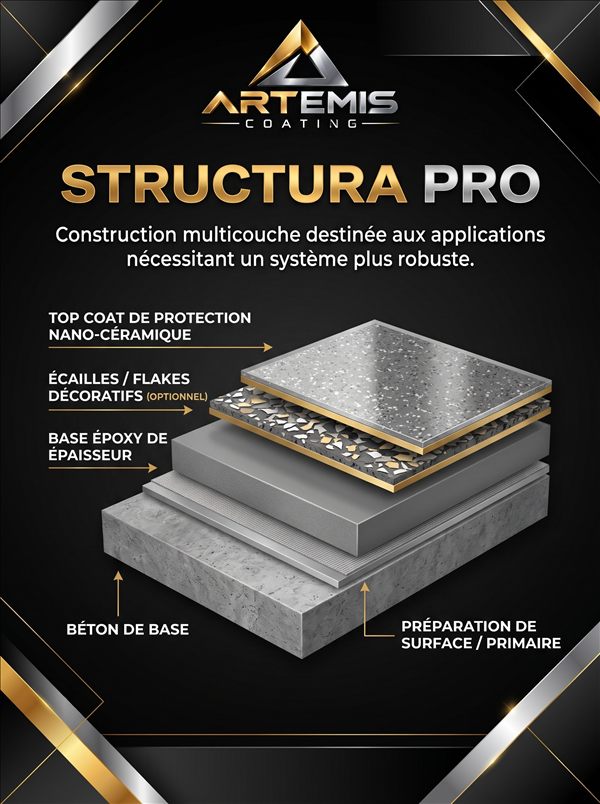 ARTEMIS
COATING
STRUCTURA PRO
Construction multicouche destinée aux applications
nécessitant un système plus robuste.
TOP COAT DE PROTECTION
NANO-CÉRAMIQUE
ÉCAILLES / FLAKES
DÉCORATIFS (OPTIONNEL)
BASE ÉPOXY DE
ÉPAISSEUR
BÉTON DE BASE
PRÉPARATION DE
SURFACE / PRIMAIRE